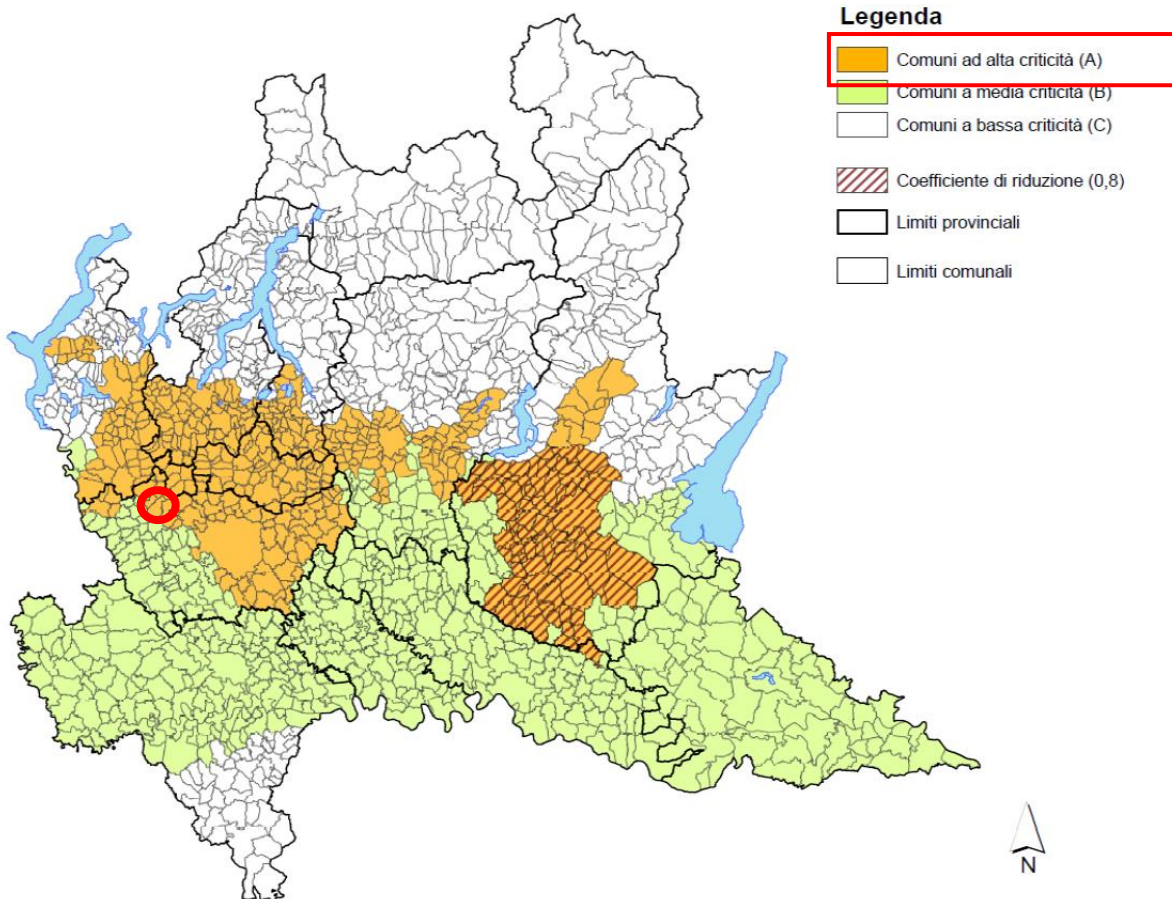 Legenda
Comuni ad alta criticità (A)
Comuni a media criticità (B)
Comuni a bassa criticità (C)
Coefficiente di riduzione (0,8)
Limiti provinciali
Limiti comunali
N